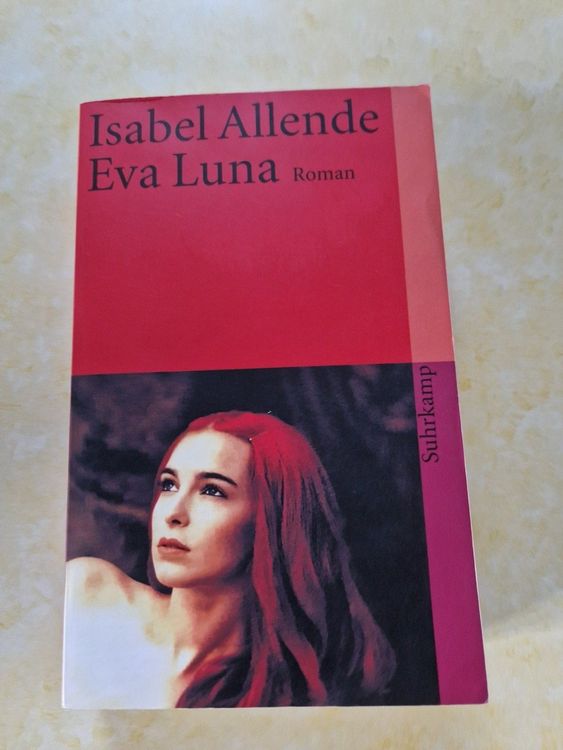 Isabel Allende
Eva Luna Roman
Suhrkamp